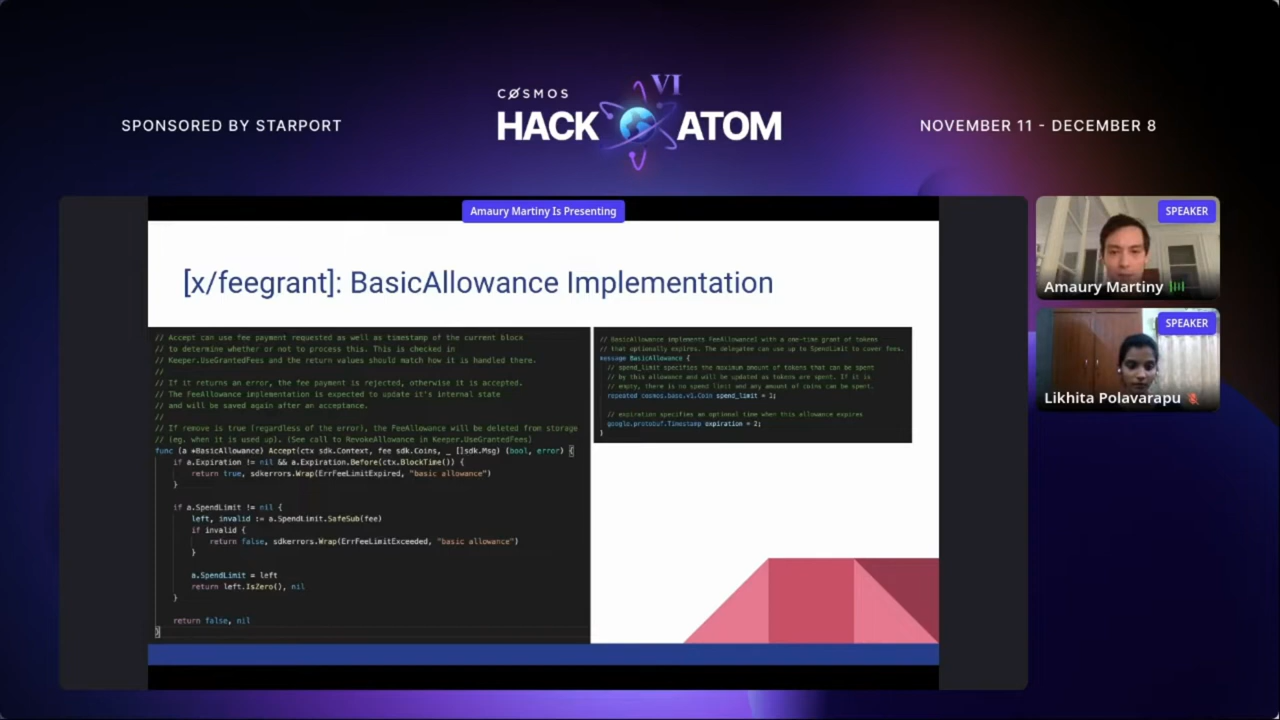 SPONSORED BY STARPORT
CØSMOS
VI
HACK ATOM
NOVEMBER 11 - DECEMBER 8
Amaury Martiny Is Presenting
[x/feegrant]: BasicAllowance Implementation
// Accept can use fee payment requested as well as timestamp of the current block
// to determine whether or not to process this. This is checked in
// Keeper.UseGrantedFees and the return values should match how it is handled there.
//
// If it returns an error, the fee payment is rejected, otherwise it is accepted.
// The FeeAllowance implementation is expected to update it's internal state
// and will be saved again after an acceptance.
//
// If remove is true (regardless of the error), the FeeAllowance will be deleted from storage
// (eg. when it is used up). (See call to RevokeAllowance in Keeper.UseGrantedFees)
func (a *BasicAllowance) Accept(ctx sdk.Context, fee sdk.Coins, _ []sdk.Msg) (bool, error) {
if a.Expiration != nil && a.Expiration.Before(ctx.BlockTime()) {
return true, sdkerrors.Wrap(ErrFeeLimitExpired, "basic allowance")
}
if a.SpendLimit != nil {
left, invalid := a.SpendLimit.SafeSub(fee)
if invalid {
return false, sdkerrors.Wrap(ErrFeeLimitExceeded, "basic allowance")
}
a.SpendLimit = left
return left.IsZero(), nil
}
return false, nil
}
// BasicAllowance implements FeeAllowanceI with a one-time grant of tokens
// that optionally expires. The delegatee can use up to SpendLimit to cover fees.
message BasicAllowance {
// spend_limit specifies the maximum amount of tokens that can be spent
// by this allowance and will be updated as tokens are spent. If it is
// empty, there is no spend limit and any amount of coins can be spent.
repeated cosmos.base.v1.Coin spend_limit = 1;
// expiration specifies an optional time when this allowance expires
google.protobuf.Timestamp expiration = 2;
}
SPEAKER
Amaury Martiny
SPEAKER
Likhita Polavarapu